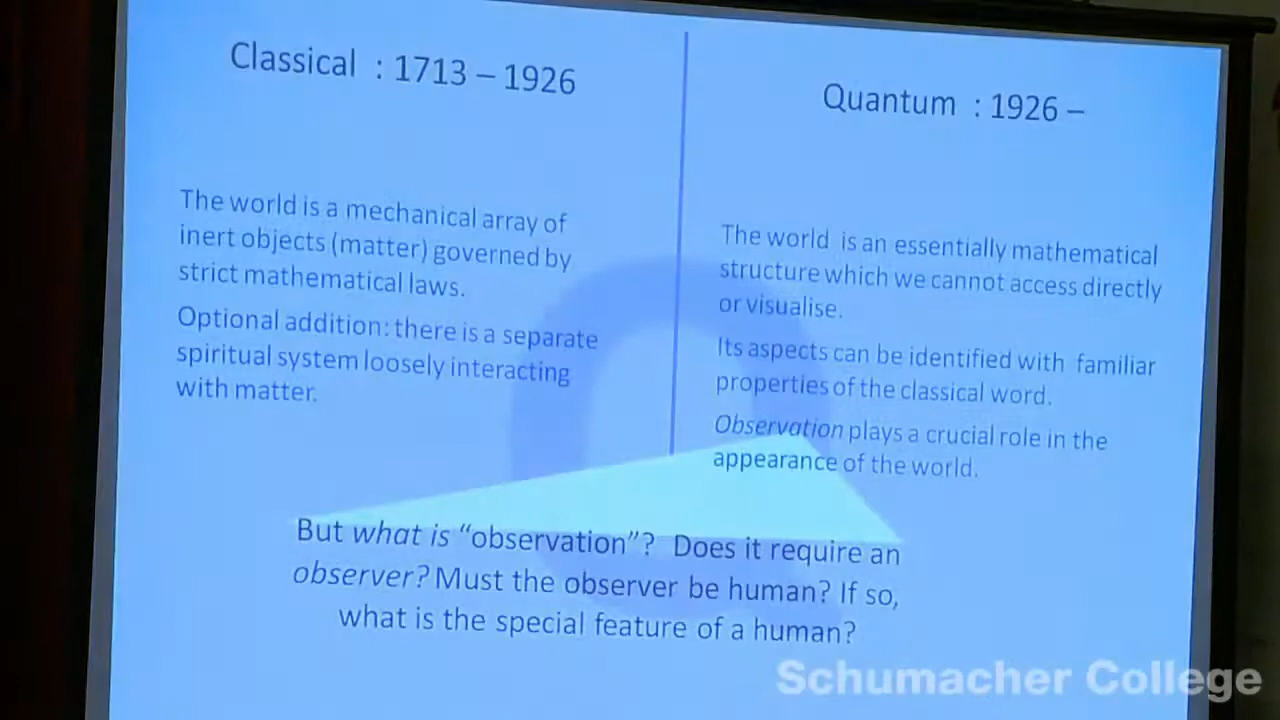 Classical : 1713 – 1926
The world is a mechanical array of
inert objects (matter) governed by
strict mathematical laws.
Optional addition: there is a separate
spiritual system loosely interacting
with matter.
Quantum : 1926 –
The world is an essentially mathematical
structure which we cannot access directly
or visualise.
Its aspects can be identified with familiar
properties of the classical word.
Observation plays a crucial role in the
appearance of the world.
But what is “observation”? Does it require an
observer? Must the observer be human? If so,
what is the special feature of a human?
Schumacher College